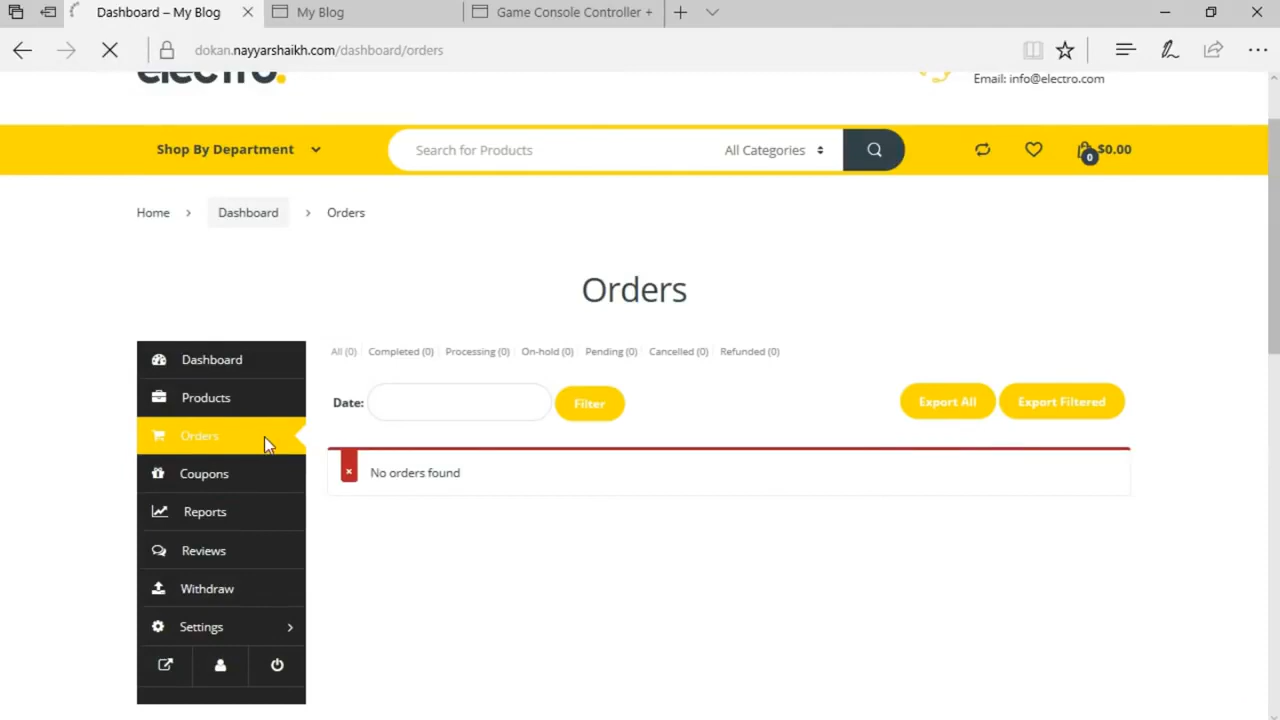 Dashboard – My Blog
My Blog
Game Console Controller +
dokan.nayyarshaikh.com/dashboard/orders
electro.
Email: info@electro.com
Shop By Department
Search for Products
All Categories
0
$0.00
Home
Dashboard
Orders
Orders
Dashboard
Products
Orders
Coupons
Reports
Reviews
Withdraw
Settings
All (0)
Completed (0)
Processing (0)
On-hold (0)
Pending (0)
Cancelled (0)
Refunded (0)
Date:
Filter
Export All
Export Filtered
No orders found